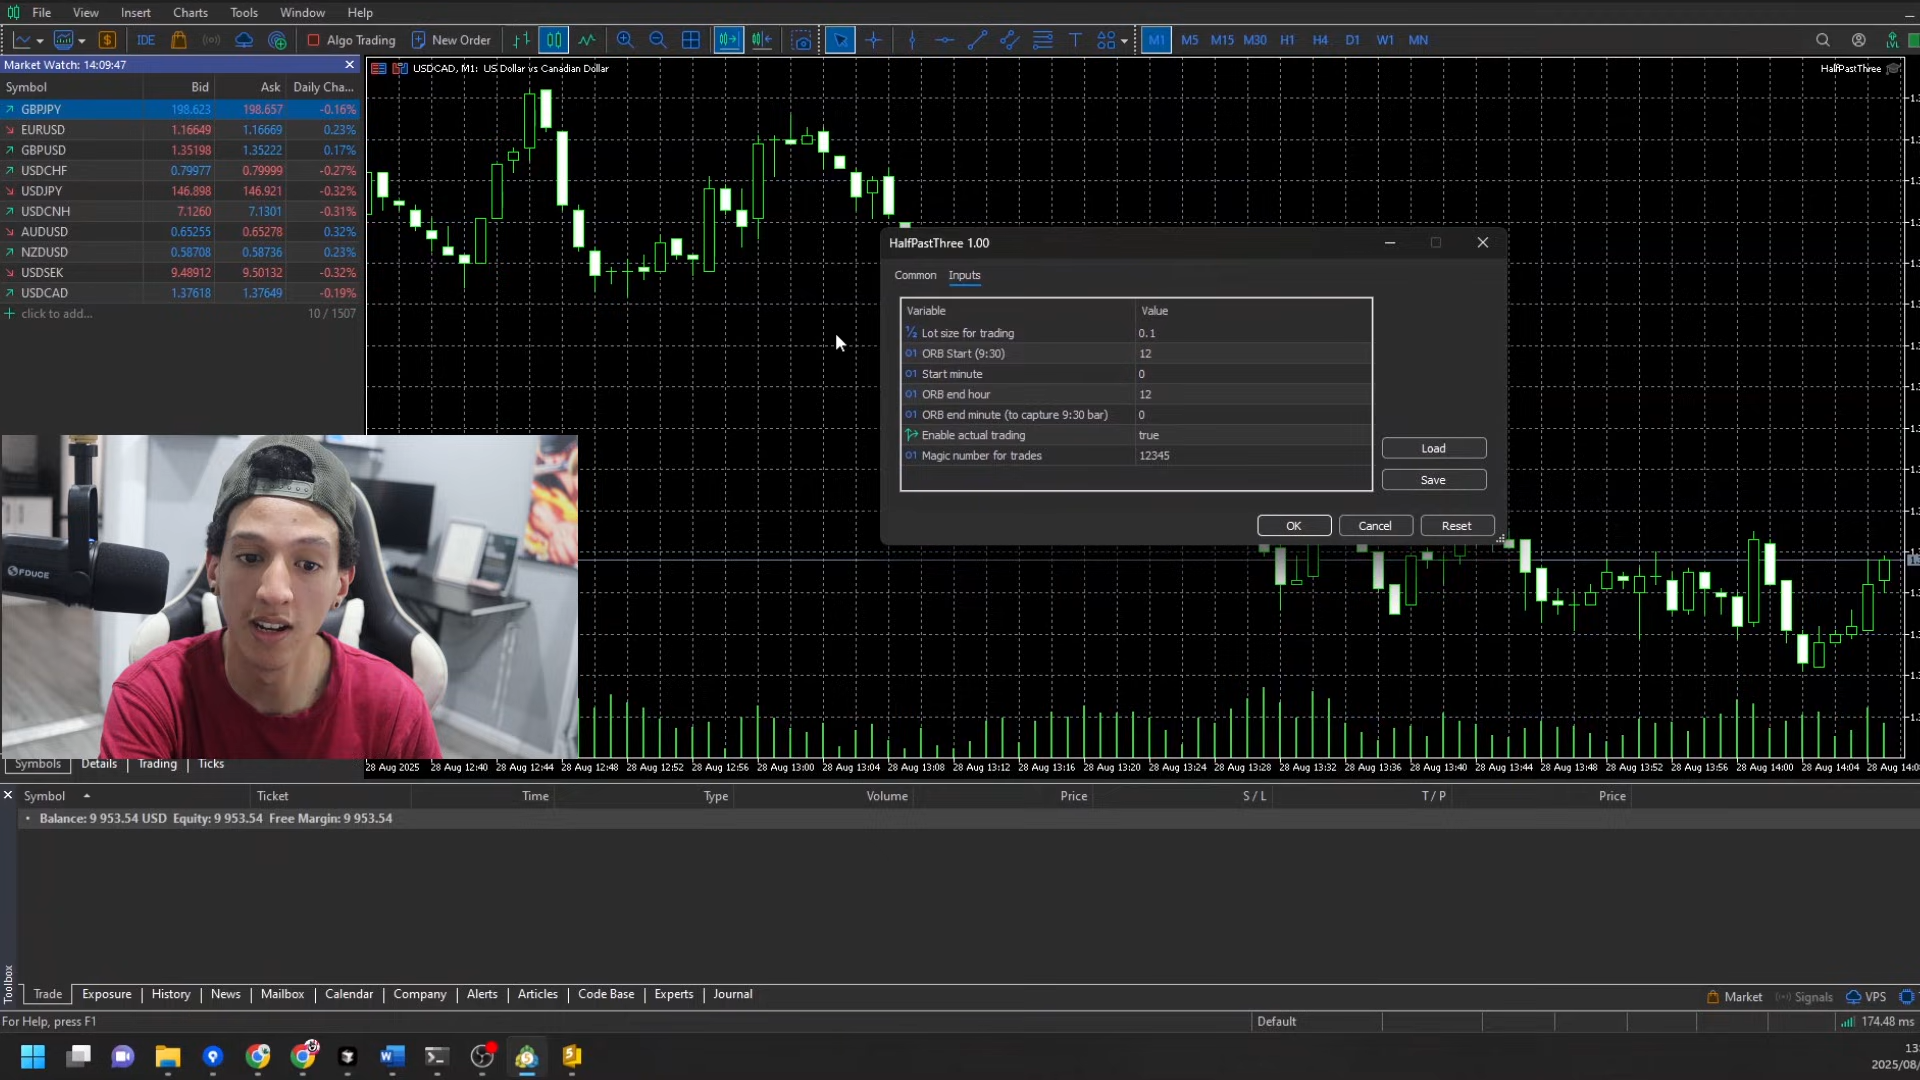 File View Insert Charts Tools Window Help
IDE Algo Trading New Order T M1 M5 M15 M30 H1 H4 D1 W1 MN
Market Watch: 14:09:47
Symbol Bid Ask Daily Cha...
GBPJPY 198.623 198.657 -0.16%
EURUSD 1.16649 1.16669 0.23%
GBPUSD 1.35198 1.35222 0.17%
USDCHF 0.79977 0.79999 -0.27%
USDJPY 146.898 146.921 -0.32%
USDCNH 7.1260 7.1301 -0.31%
AUDUSD 0.65255 0.65278 0.32%
NZDUSD 0.58708 0.58736 0.23%
USDSEK 9.48912 9.50132 -0.32%
USDCAD 1.37618 1.37649 -0.19%
click to add... 10 / 1507
USDCAD, M1: US Dollar vs Canadian Dollar
HalfPastThree
HalfPastThree 1.00
Common Inputs
Variable Value
Lot size for trading 0.1
ORB Start (9:30) 12
Start minute 0
ORB end hour 12
ORB end minute (to capture 9:30 bar) 0
Enable actual trading true
Magic number for trades 12345
Load
Save
OK Cancel Reset
FDUCE
Symbols Details Trading Ticks
28 Aug 2025 28 Aug 12:40 28 Aug 12:44 28 Aug 12:48 28 Aug 12:52 28 Aug 12:56 28 Aug 13:00 28 Aug 13:04 28 Aug 13:08 28 Aug 13:12 28 Aug 13:16 28 Aug 13:20 28 Aug 13:24 28 Aug 13:28 28 Aug 13:32 28 Aug 13:36 28 Aug 13:40 28 Aug 13:44 28 Aug 13:48 28 Aug 13:52 28 Aug 13:56 28 Aug 14:00 28 Aug 14:04 28 Aug 14:0
Symbol Ticket Time Type Volume Price S / L T / P Price
Balance: 9 953.54 USD Equity: 9 953.54 Free Margin: 9 953.54
Toolbox
Trade Exposure History News Mailbox Calendar Company Alerts Articles Code Base Experts Journal
Market Signals VPS
For Help, press F1 Default 174.48 ms
13:
2025/08/